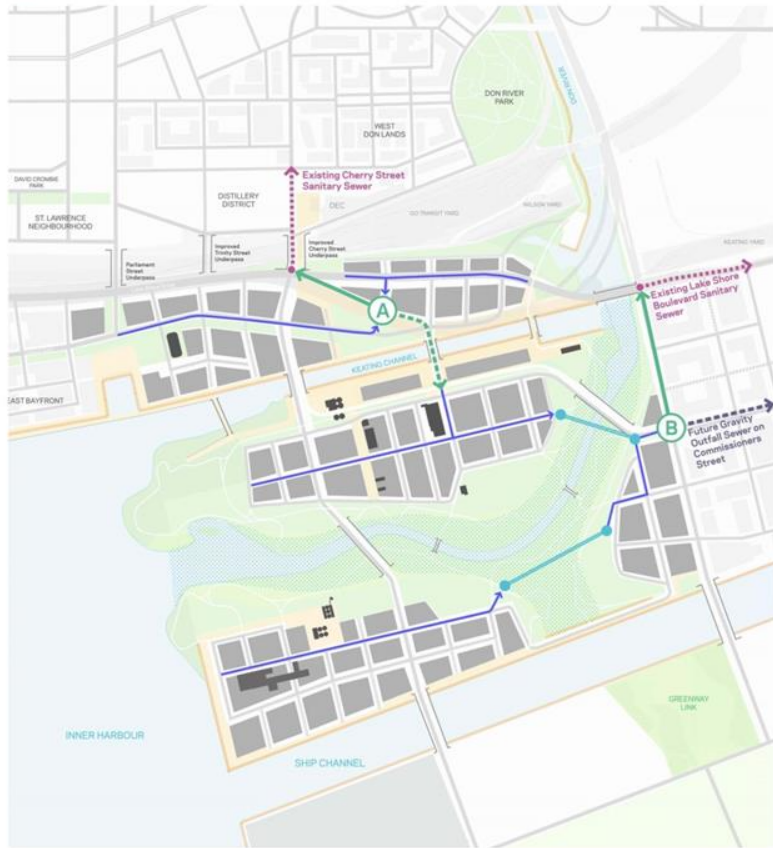 DON RIVER
PARK
DON RIVER
WEST
DON LANDS
Existing Cherry Street
Sanitary Sewer
DAVID CROMBIE
PARK
DISTILLERY
DISTRICT
OEC
GO TRANSIT YARD
WILSON YARD
ST. LAWRENCE
NEIGHBOURHOOD
Parliament
Street
Underpass
Improved
Trinity Street
Underpass
Improved
Cherry Street
Underpass
KEATING YARD
Existing Lake Shore
Boulevard Sanitary
Sewer
A
KEATING CHANNEL
EAST BAYFRONT
B
Future Gravity
Outfall Sewer on
Commissioners
Street
GREENWAY
LINK
INNER HARBOUR
SHIP CHANNEL